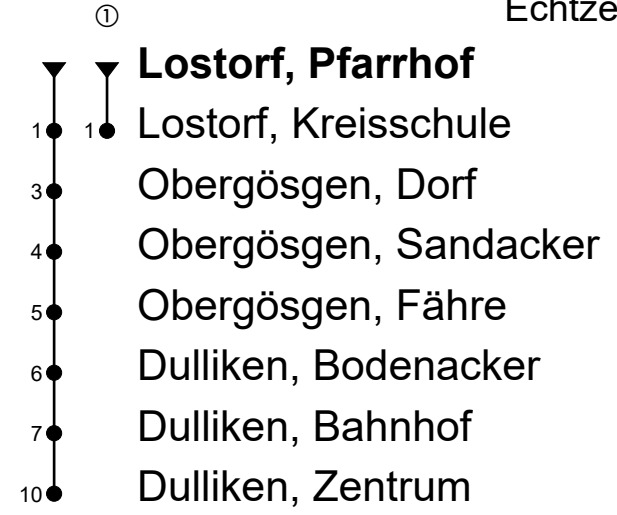 ① Echtze
Lostorf, Pfarrhof
1 1 Lostorf, Kreisschule
3 Obergösgen, Dorf
4 Obergösgen, Sandacker
5 Obergösgen, Fähre
6 Dulliken, Bodenacker
7 Dulliken, Bahnhof
10 Dulliken, Zentrum